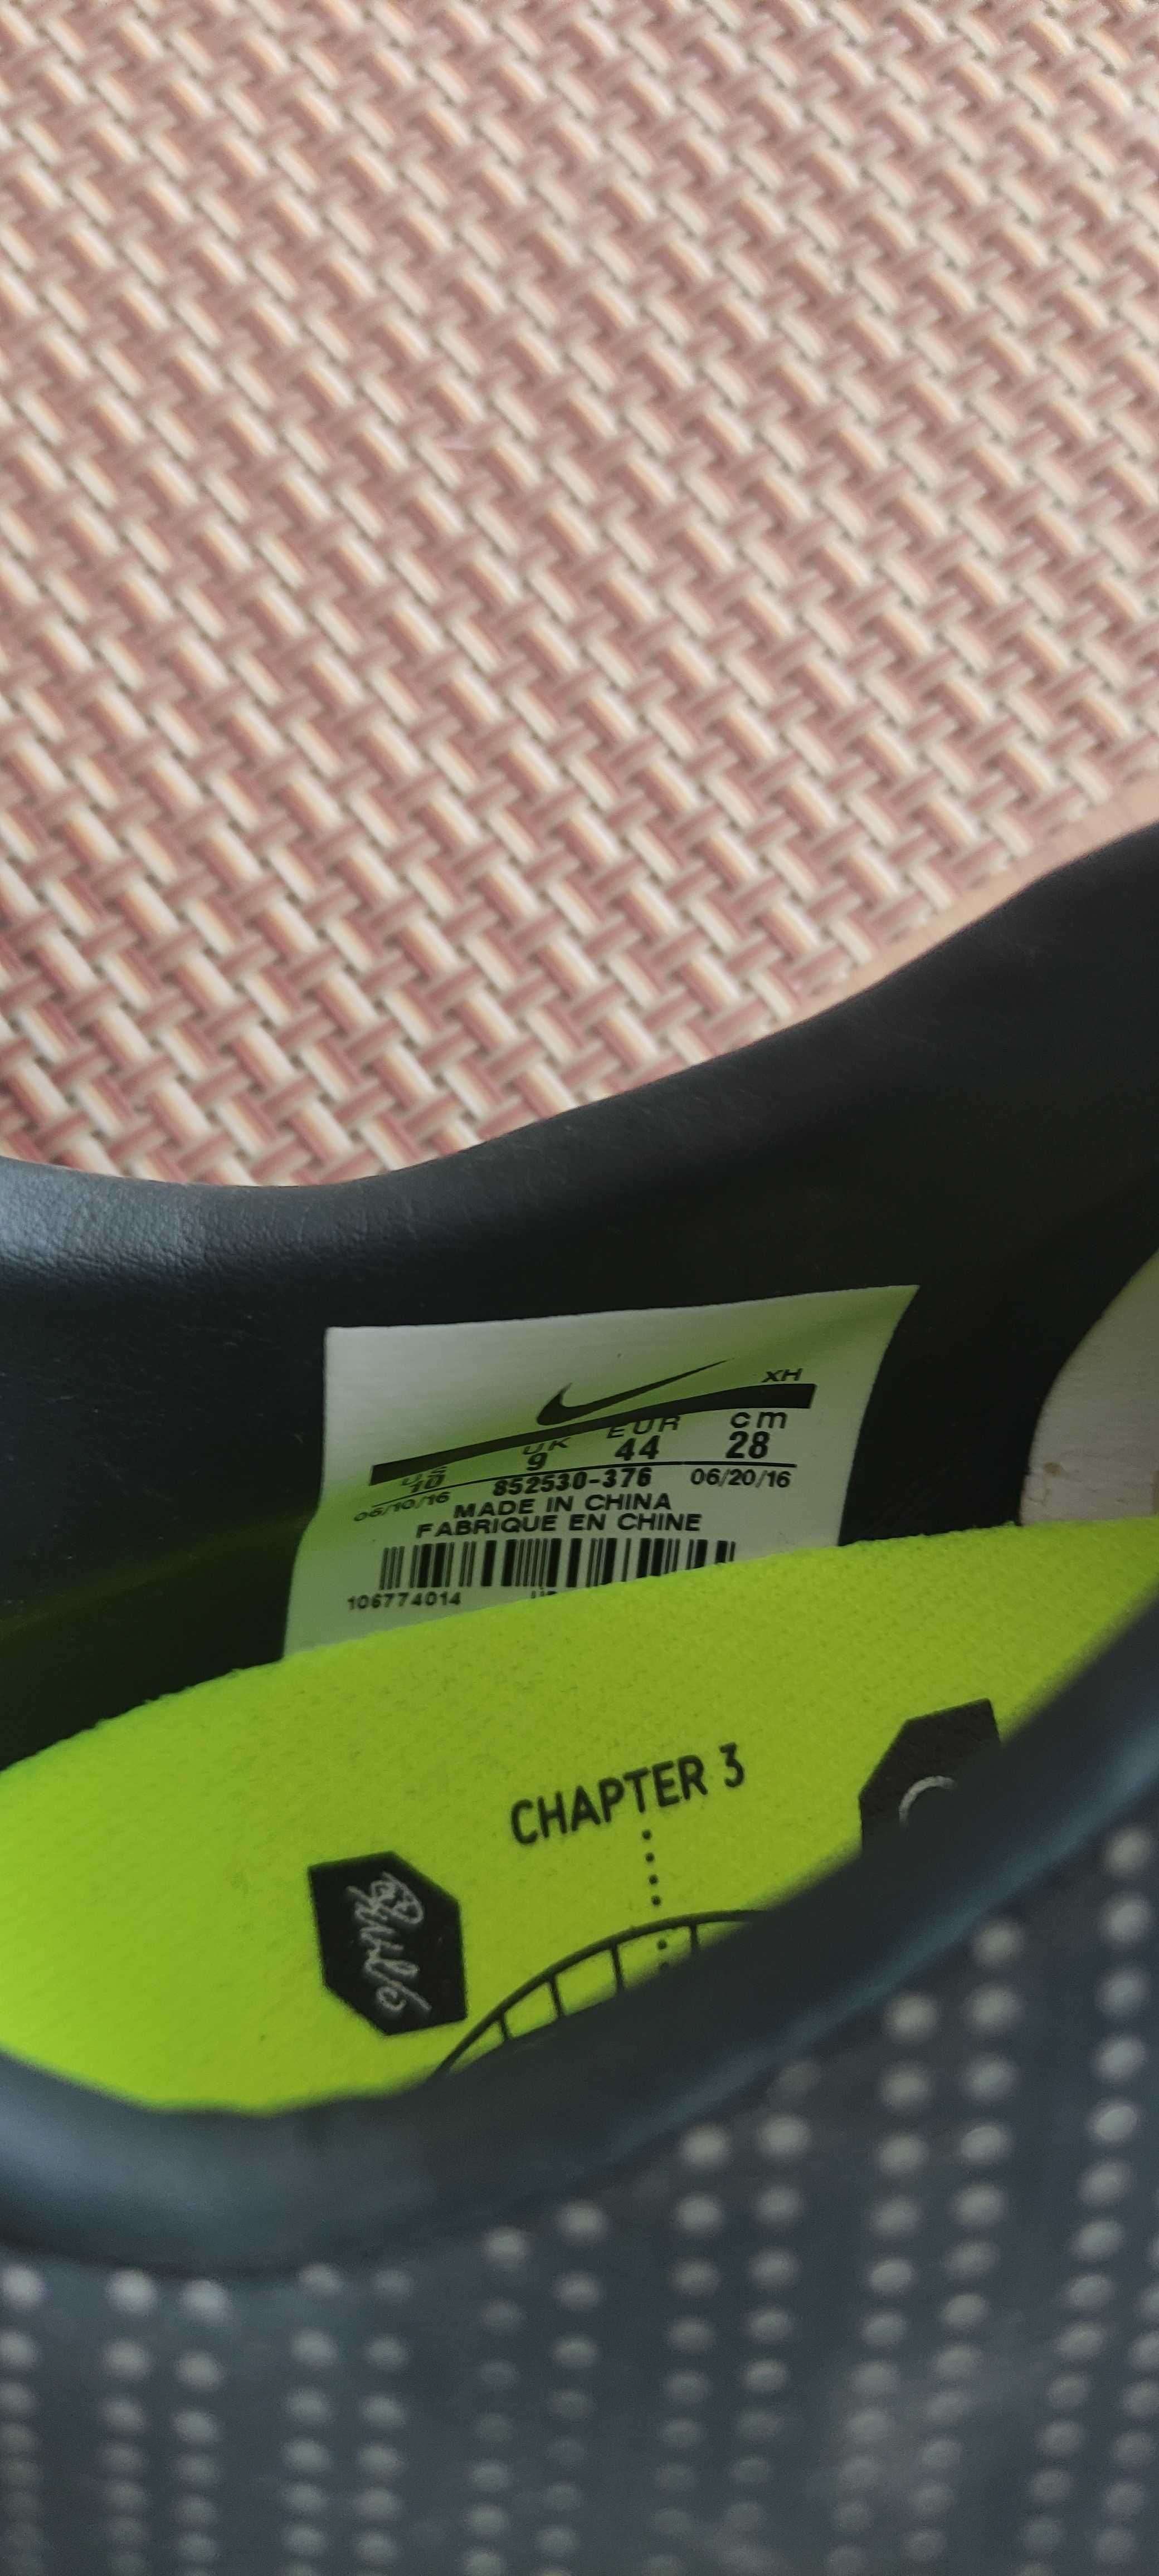 XH
US UK EUR cm
10 9 44 28
06/10/16 852530-376 06/20/16
MADE IN CHINA
FABRIQUE EN CHINE
106774014
CHAPTER 3